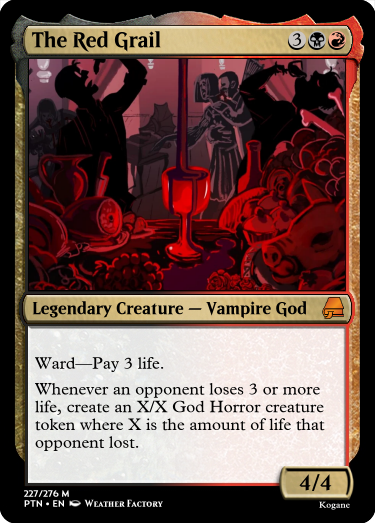 The Red Grail 3
Legendary Creature — Vampire God
Ward—Pay 3 life.
Whenever an opponent loses 3 or more
life, create an X/X God Horror creature
token where X is the amount of life that
opponent lost.
4/4
227/276 M
PTN • EN Weather Factory
Kogane